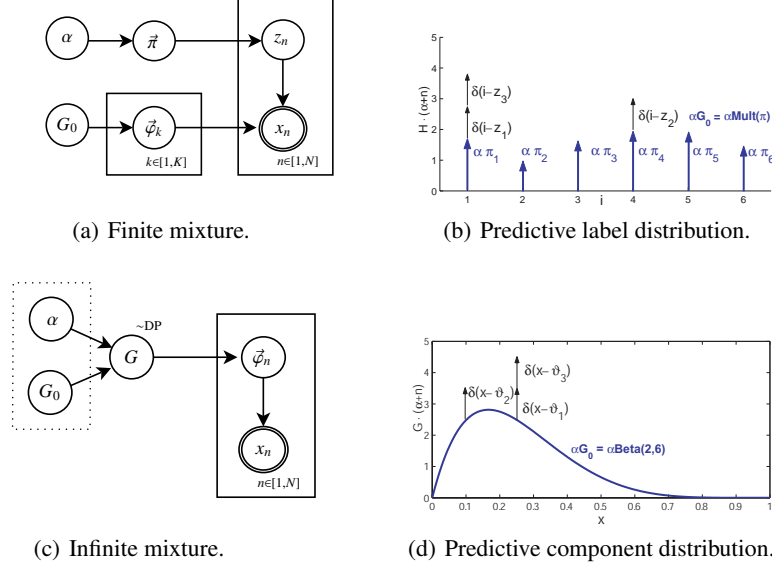 α
π⃗
z_n
G_0
φ⃗_k
x_n
k∈[1,K]
n∈[1,N]
(a) Finite mixture.
5
4
3
2
1
0
H · (α+n)
δ(i−z_3)
δ(i−z_1)
δ(i−z_2)
αG_0 = αMult(π)
α π_1
α π_2
α π_3
α π_4
α π_5
α π_6
1 2 3 4 5 6
i
(b) Predictive label distribution.
α
G_0
~DP
G
φ⃗_n
x_n
n∈[1,N]
(c) Infinite mixture.
5
4
3
2
1
0
G · (α+n)
δ(x−ϑ_3)
δ(x−ϑ_2)
δ(x−ϑ_1)
αG_0 = αBeta(2,6)
0 0.1 0.2 0.3 0.4 0.5 0.6 0.7 0.8 0.9 1
x
(d) Predictive component distribution.